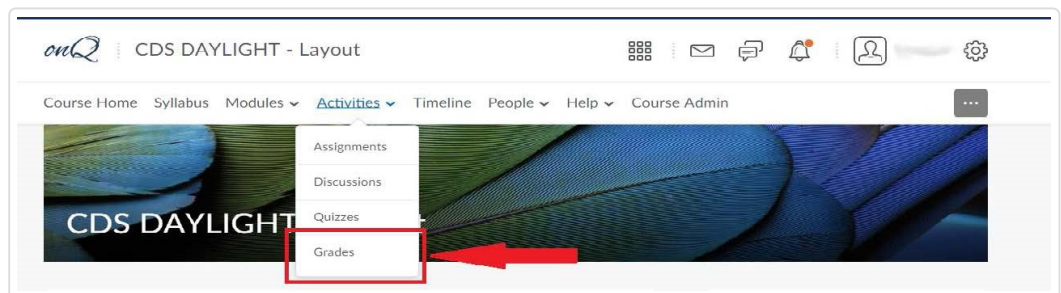 onQ CDS DAYLIGHT - Layout
Course Home Syllabus Modules Activities Timeline People Help Course Admin
Assignments
Discussions
Quizzes
Grades
CDS DAYLIGHT